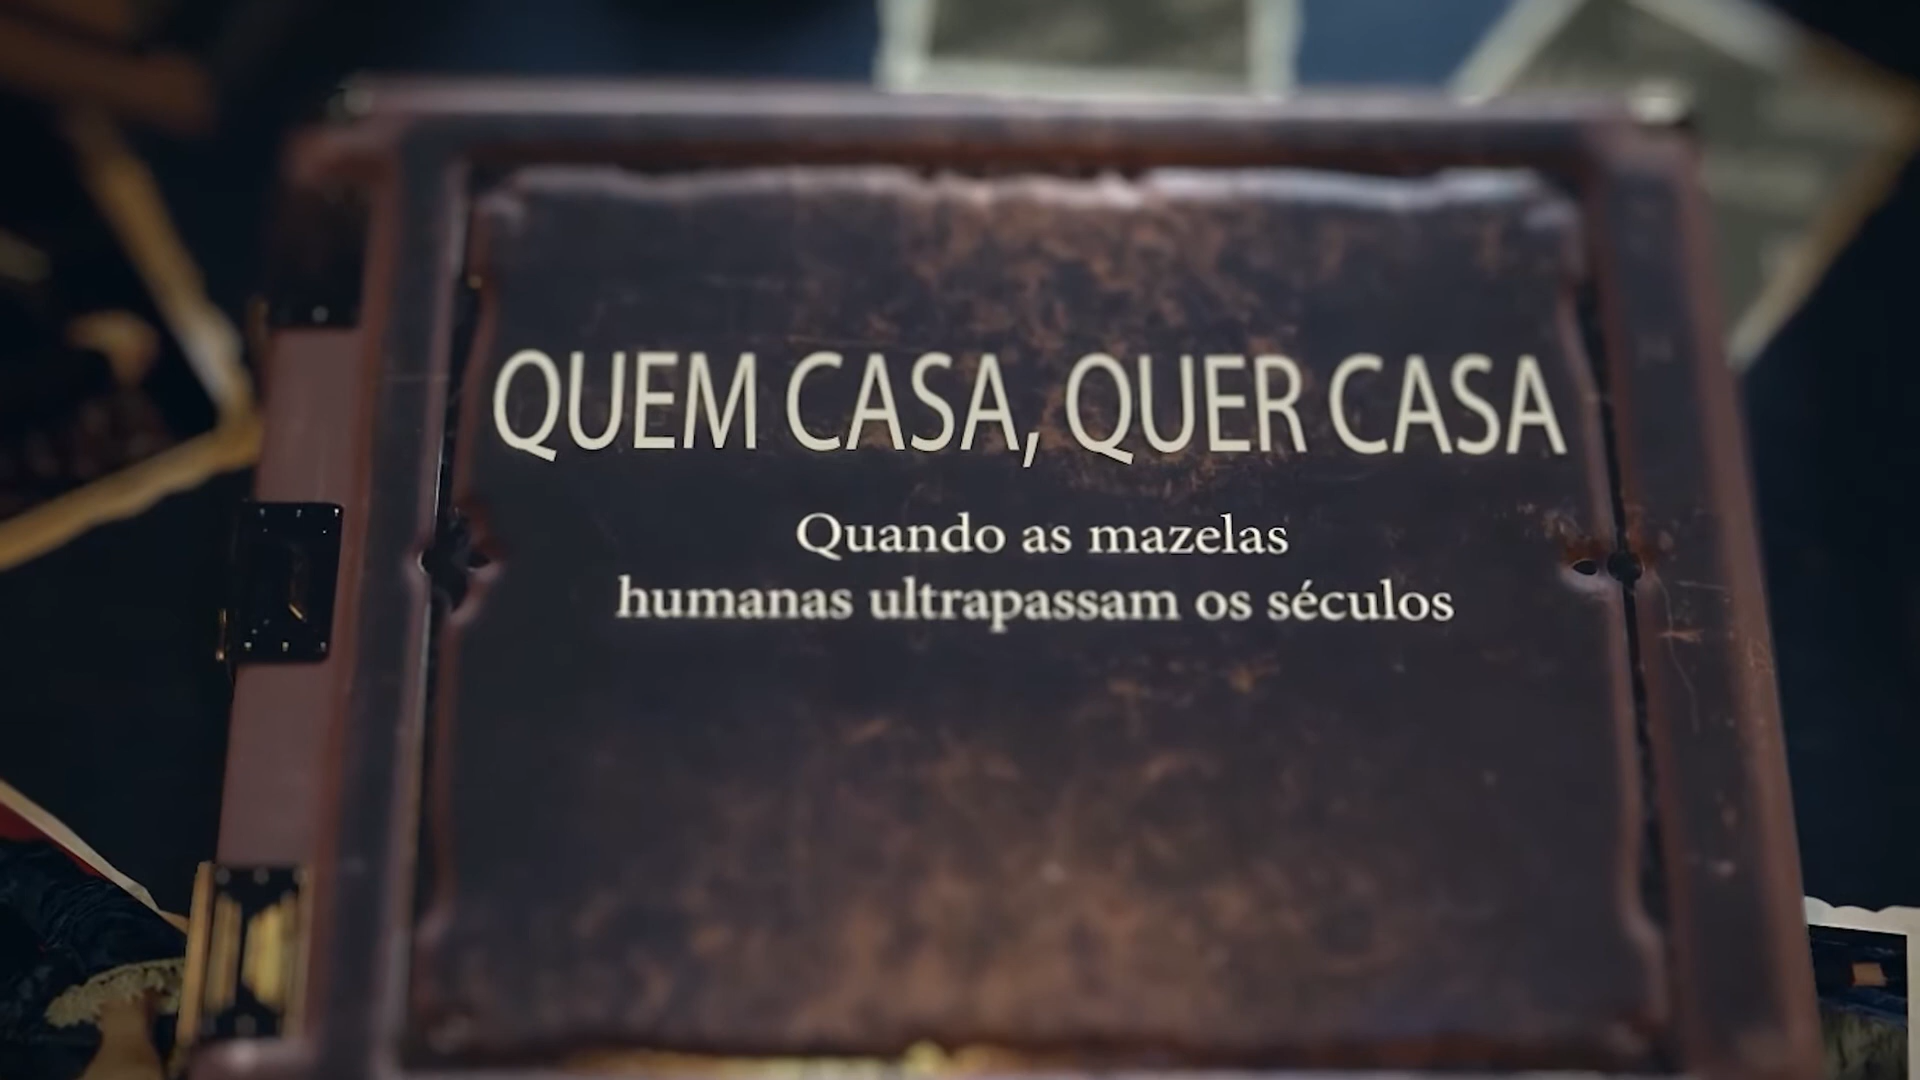 QUEM CASA, QUER CASA
Quando as mazelas
humanas ultrapassam os séculos